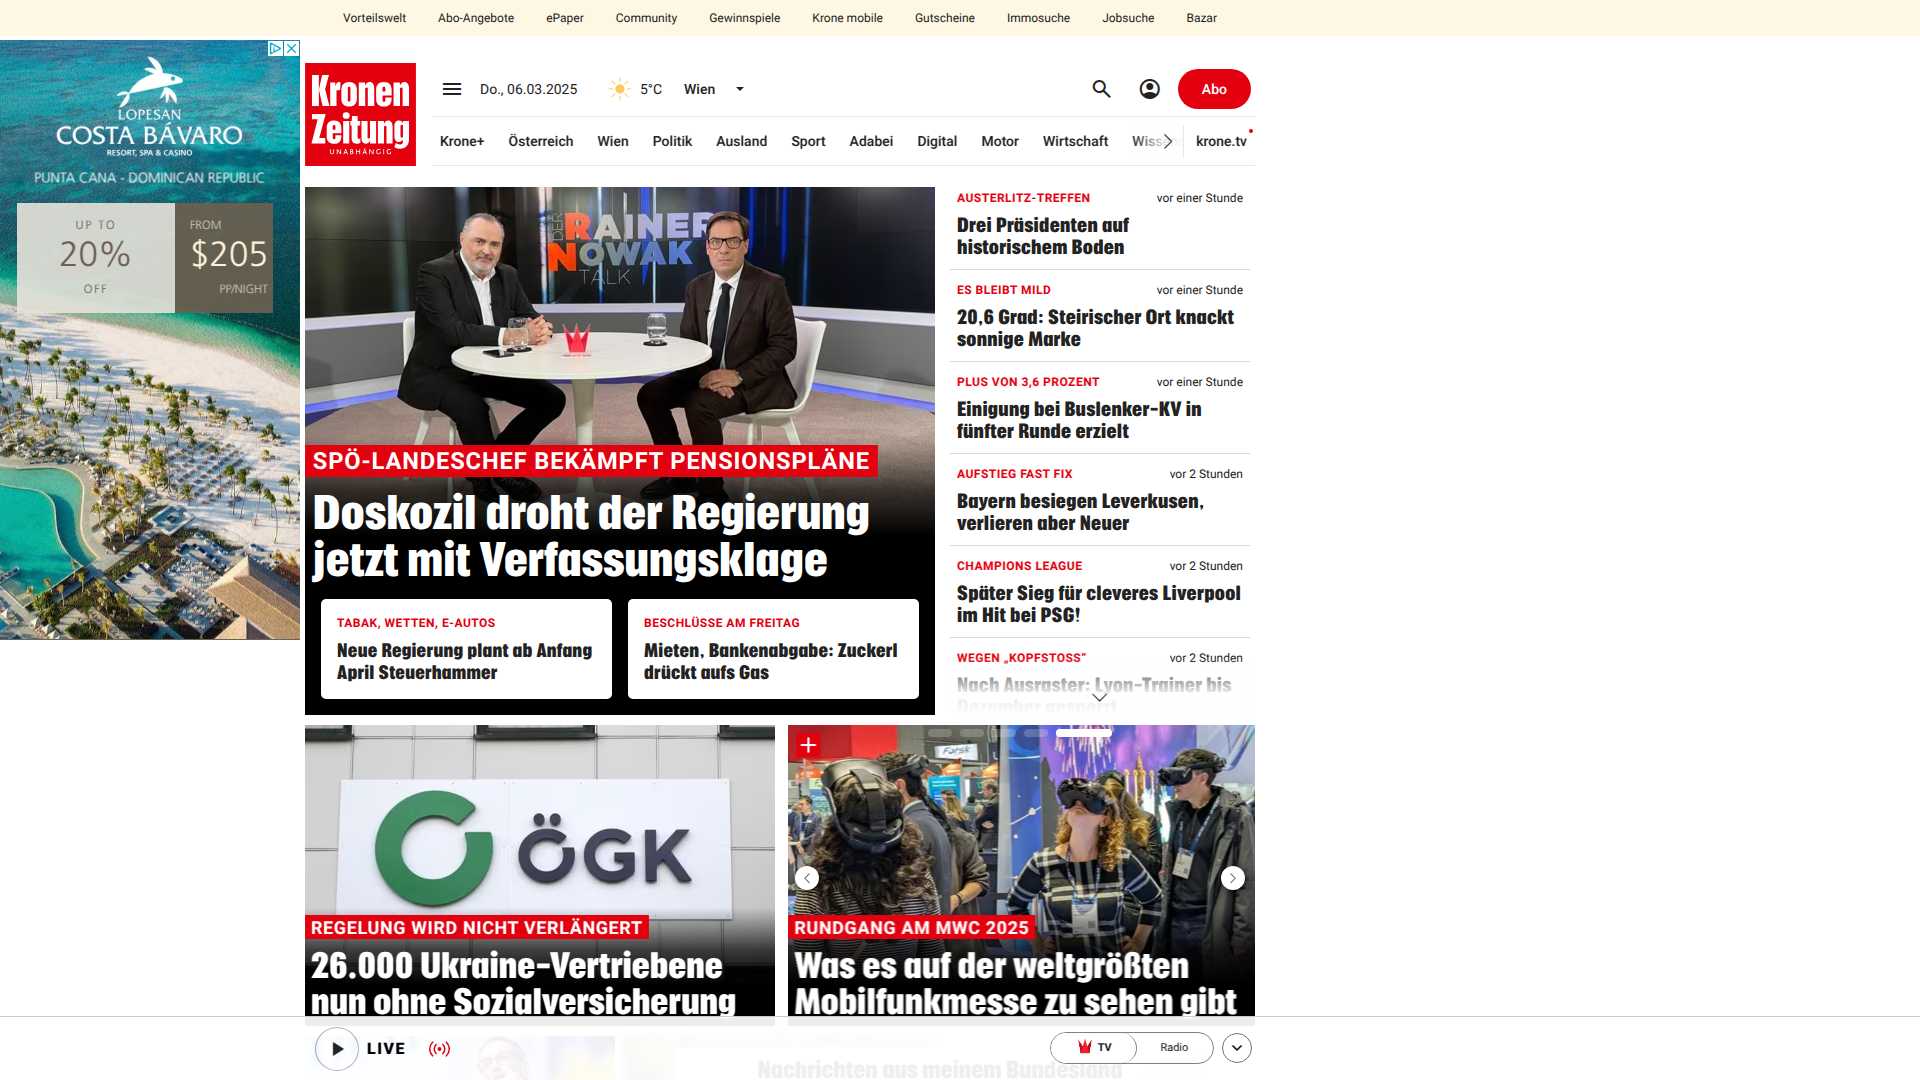 Vorteilswelt Abo-Angebote ePaper Community Gewinnspiele Krone mobile Gutscheine Immosuche Jobsuche Bazar
LOPESAN
COSTA BÁVARO
RESORT, SPA & CASINO
PUNTA CANA - DOMINICAN REPUBLIC
UP TO
20%
OFF
FROM
$205
PP/NIGHT
Kronen
Zeitung
UNABHÄNGIG
Do., 06.03.2025 5°C Wien
Abo
Krone+ Österreich Wien Politik Ausland Sport Adabei Digital Motor Wirtschaft krone.tv
DER
RAINER
NOWAK
TALK
SPÖ-LANDESCHEF BEKÄMPFT PENSIONSPLÄNE
Doskozil droht der Regierung
jetzt mit Verfassungsklage
TABAK, WETTEN, E-AUTOS
Neue Regierung plant ab Anfang
April Steuerhammer
BESCHLÜSSE AM FREITAG
Mieten, Bankenabgabe: Zuckerl
drückt aufs Gas
AUSTERLITZ-TREFFEN vor einer Stunde
Drei Präsidenten auf
historischem Boden
ES BLEIBT MILD vor einer Stunde
20,6 Grad: Steirischer Ort knackt
sonnige Marke
PLUS VON 3,6 PROZENT vor einer Stunde
Einigung bei Buslenker-KV in
fünfter Runde erzielt
AUFSTIEG FAST FIX vor 2 Stunden
Bayern besiegen Leverkusen,
verlieren aber Neuer
CHAMPIONS LEAGUE vor 2 Stunden
Später Sieg für cleveres Liverpool
im Hit bei PSG!
WEGEN „KOPFSTOSS“ vor 2 Stunden
Nach Ausraster: Lyon-Trainer bis
Dezember gesperrt
ÖGK
REGELUNG WIRD NICHT VERLÄNGERT
26.000 Ukraine-Vertriebene
nun ohne Sozialversicherung
RUNDGANG AM MWC 2025
Was es auf der weltgrößten
Mobilfunkmesse zu sehen gibt
LIVE
TV Radio
Nachrichten aus meinem Bundesland